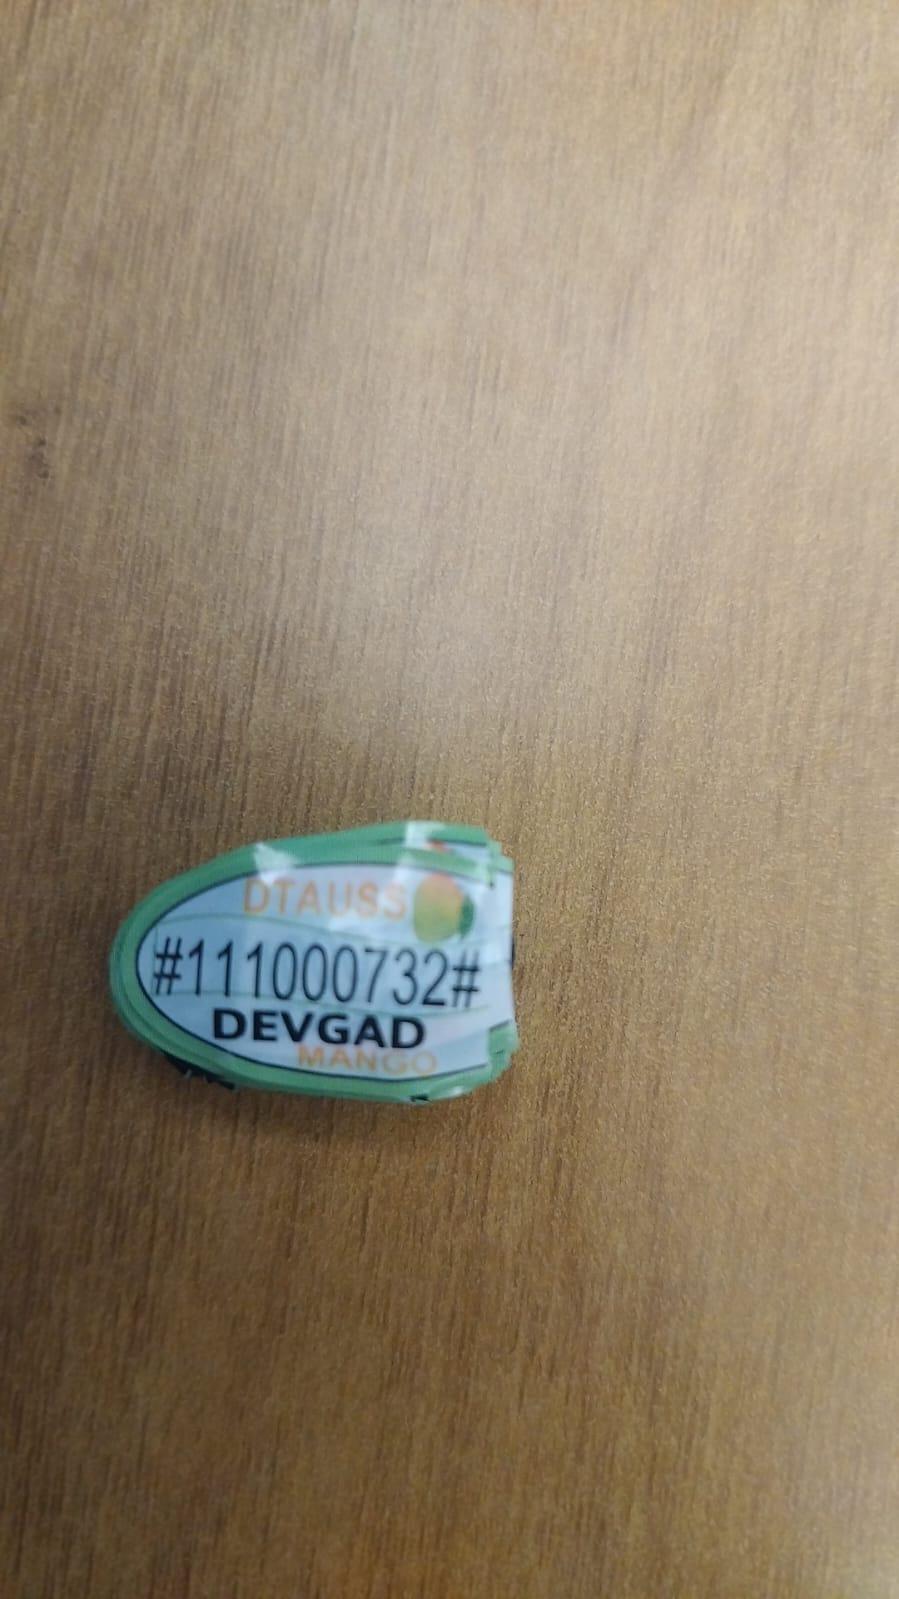 DTAUSS
#111000732#
DEVGAD
MANGO